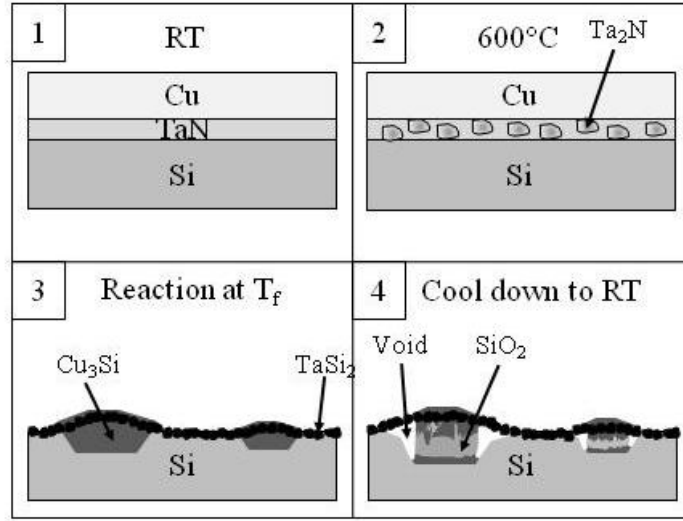 1
RT
Cu
TaN
Si
2
600°C
Ta₂N
Cu
Si
3
Reaction at T_f
Cu₃Si
TaSi₂
Si
4
Cool down to RT
Void
SiO₂
Si